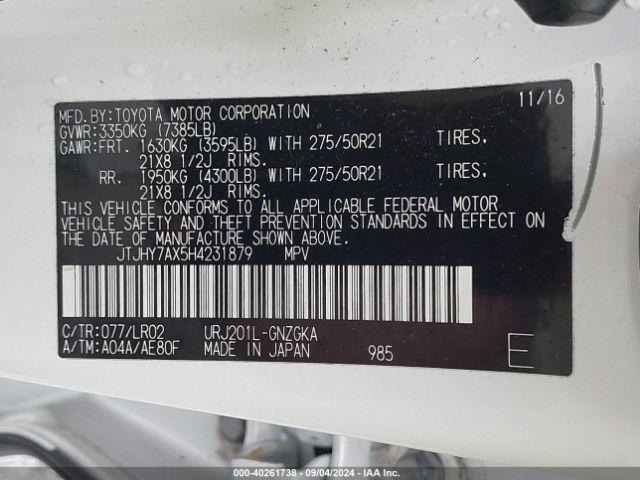 MFD.BY:TOYOTA MOTOR CORPORATION 11/16
GVWR:3350KG (7385LB)
GAWR:FRT. 1630KG (3595LB) WITH 275/50R21 TIRES.
21X8 1/2J RIMS.
RR. 1950KG (4300LB) WITH 275/50R21 TIRES.
21X8 1/2J RIMS.
THIS VEHICLE CONFORMS TO ALL APPLICABLE FEDERAL MOTOR
VEHICLE SAFETY AND THEFT PREVENTION STANDARDS IN EFFECT ON
THE DATE OF MANUFACTURE SHOWN ABOVE.
JTJHY7AX5H4231879 MPV
C/TR:077/LR02 URJ201L-GNZGKA
A/TM:A04A/AE80F MADE IN JAPAN 985 E
000-40261738 - 09/04/2024 - IAA Inc.